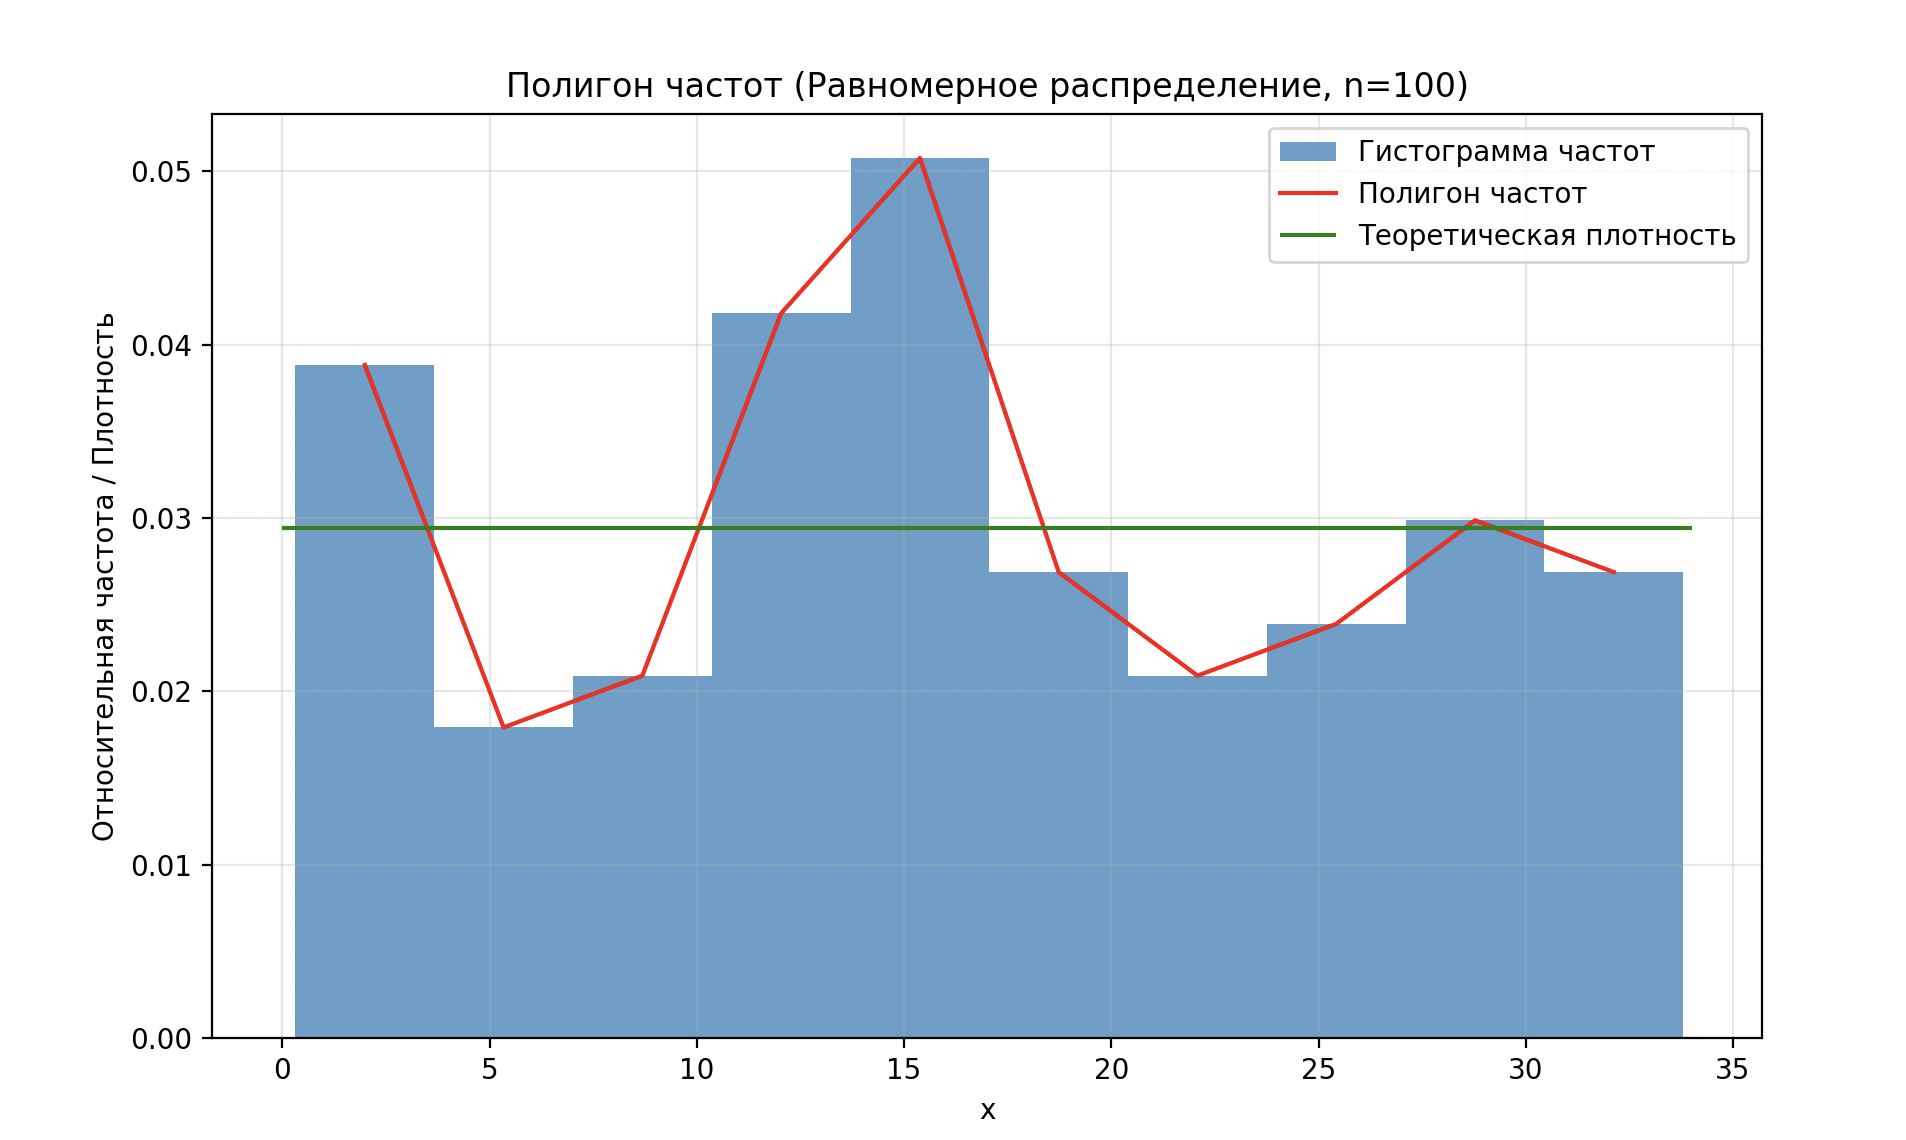 Полигон частот (Равномерное распределение, n=100)
Гистограмма частот
Полигон частот
Теоретическая плотность
Относительная частота / Плотность
0.05
0.04
0.03
0.02
0.01
0.00
0 5 10 15 20 25 30 35
x